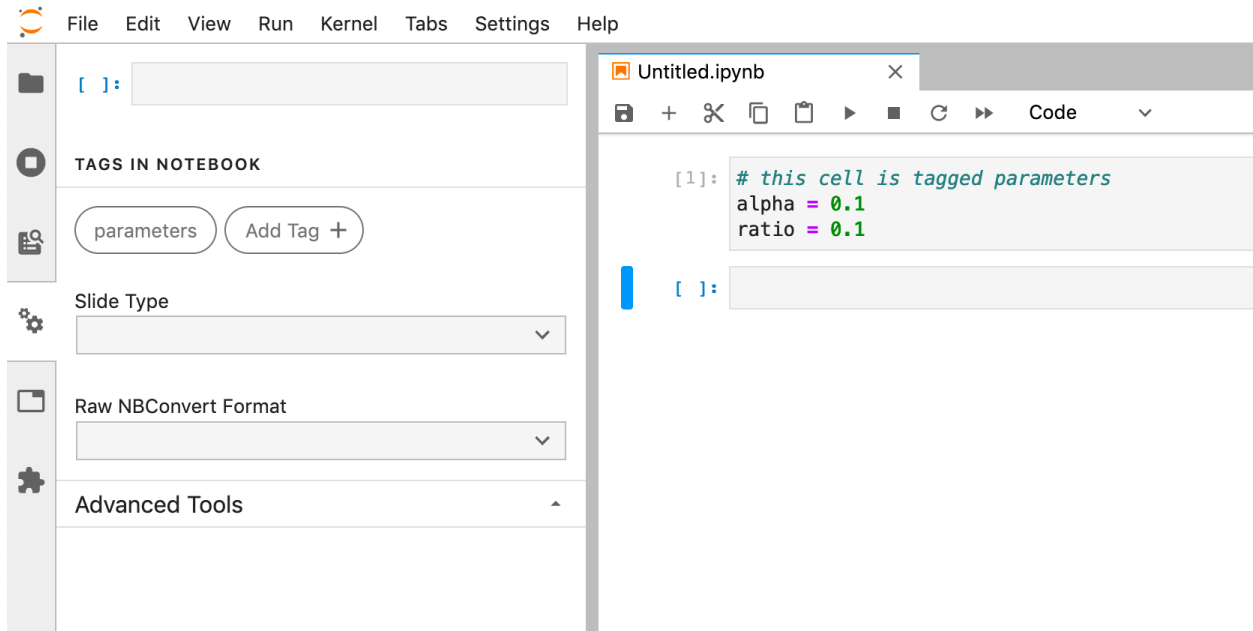 File Edit View Run Kernel Tabs Settings Help
[ ]:
TAGS IN NOTEBOOK
parameters Add Tag +
Slide Type
Raw NBConvert Format
Advanced Tools
Untitled.ipynb
Code
[1]: # this cell is tagged parameters
alpha = 0.1
ratio = 0.1
[ ]: